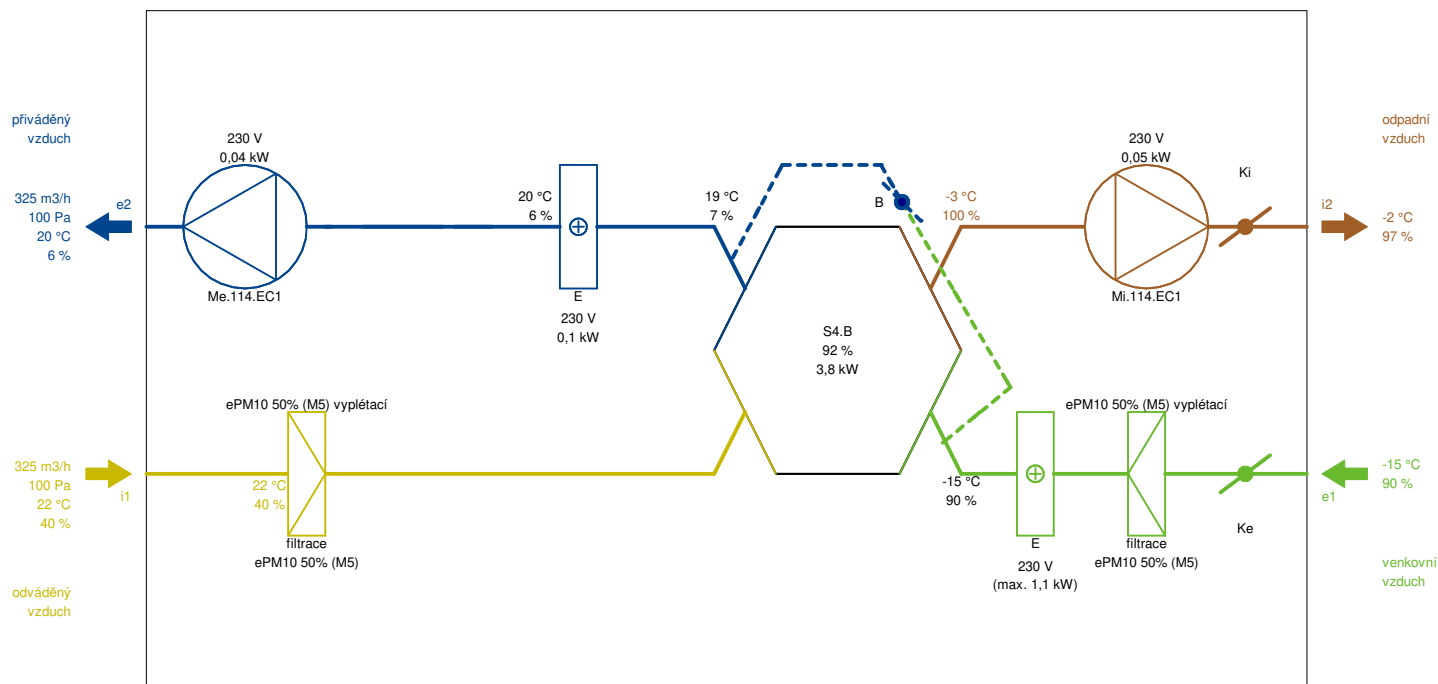 přiváděný
vzduch
325 m3/h
100 Pa
20 °C
6 %
e2
230 V
0,04 kW
Me.114.EC1
20 °C
6 %
E
230 V
0,1 kW
19 °C
7 %
B
-3 °C
100 %
230 V
0,05 kW
Mi.114.EC1
Ki
odpadní
vzduch
i2
-2 °C
97 %
S4.B
92 %
3,8 kW
325 m3/h
100 Pa
22 °C
40 %
i1
odváděný
vzduch
ePM10 50% (M5) vyplétací
22 °C
40 %
filtrace
ePM10 50% (M5)
-15 °C
90 %
E
230 V
(max. 1,1 kW)
ePM10 50% (M5) vyplétací
filtrace
ePM10 50% (M5)
Ke
e1
-15 °C
90 %
venkovní
vzduch